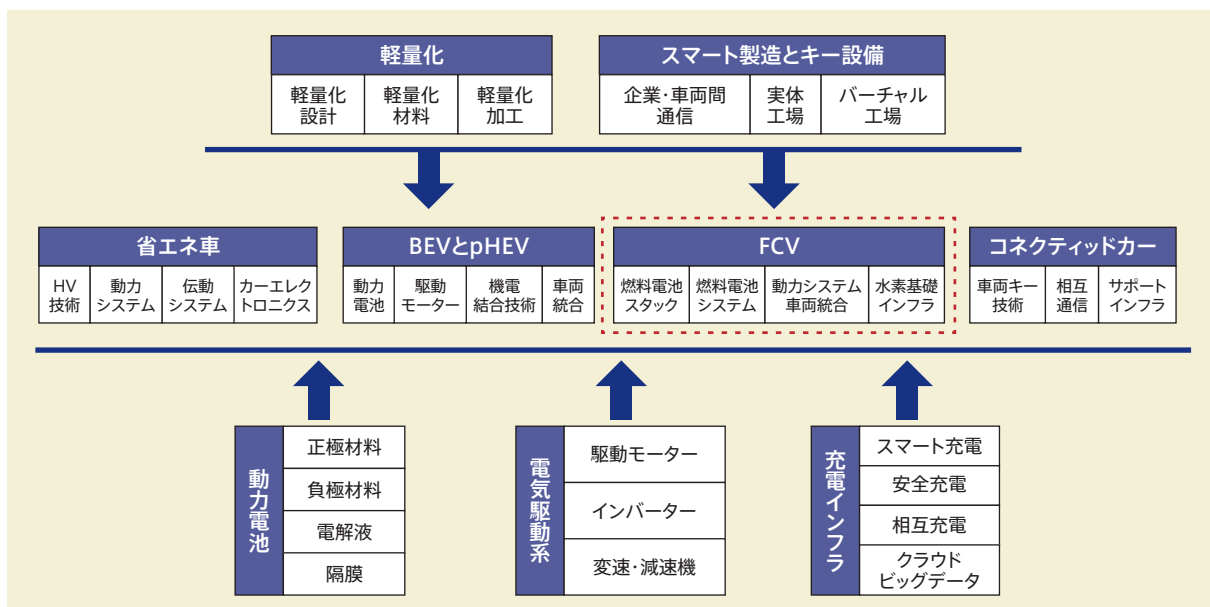 軽量化
軽量化
設計
軽量化
材料
軽量化
加工
スマート製造とキー設備
企業・車両間
通信
実体
工場
バーチャル
工場
省エネ車
HV
技術
動力
システム
伝動
システム
カーエレク
トロニクス
BEVとpHEV
動力
電池
駆動
モーター
機電
結合技術
車両
統合
FCV
燃料電池
スタック
燃料電池
システム
動力システム
車両統合
水素基礎
インフラ
コネクティッドカー
車両キー
技術
相互
通信
サポート
インフラ
動力電池
正極材料
負極材料
電解液
隔膜
電気駆動系
駆動モーター
インバーター
変速・減速機
充電インフラ
スマート充電
安全充電
相互充電
クラウド
ビッグデータ